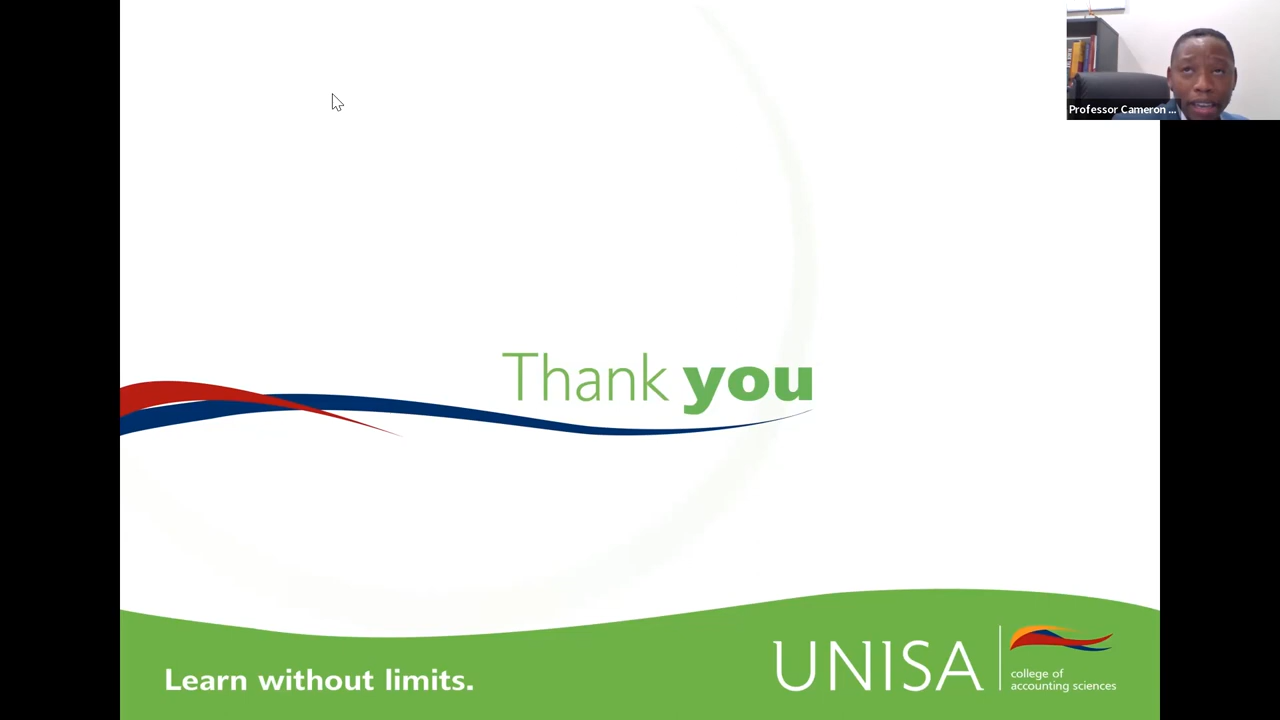 Professor Cameron ...
Thank you
Learn without limits.
UNISA
college of
accounting sciences